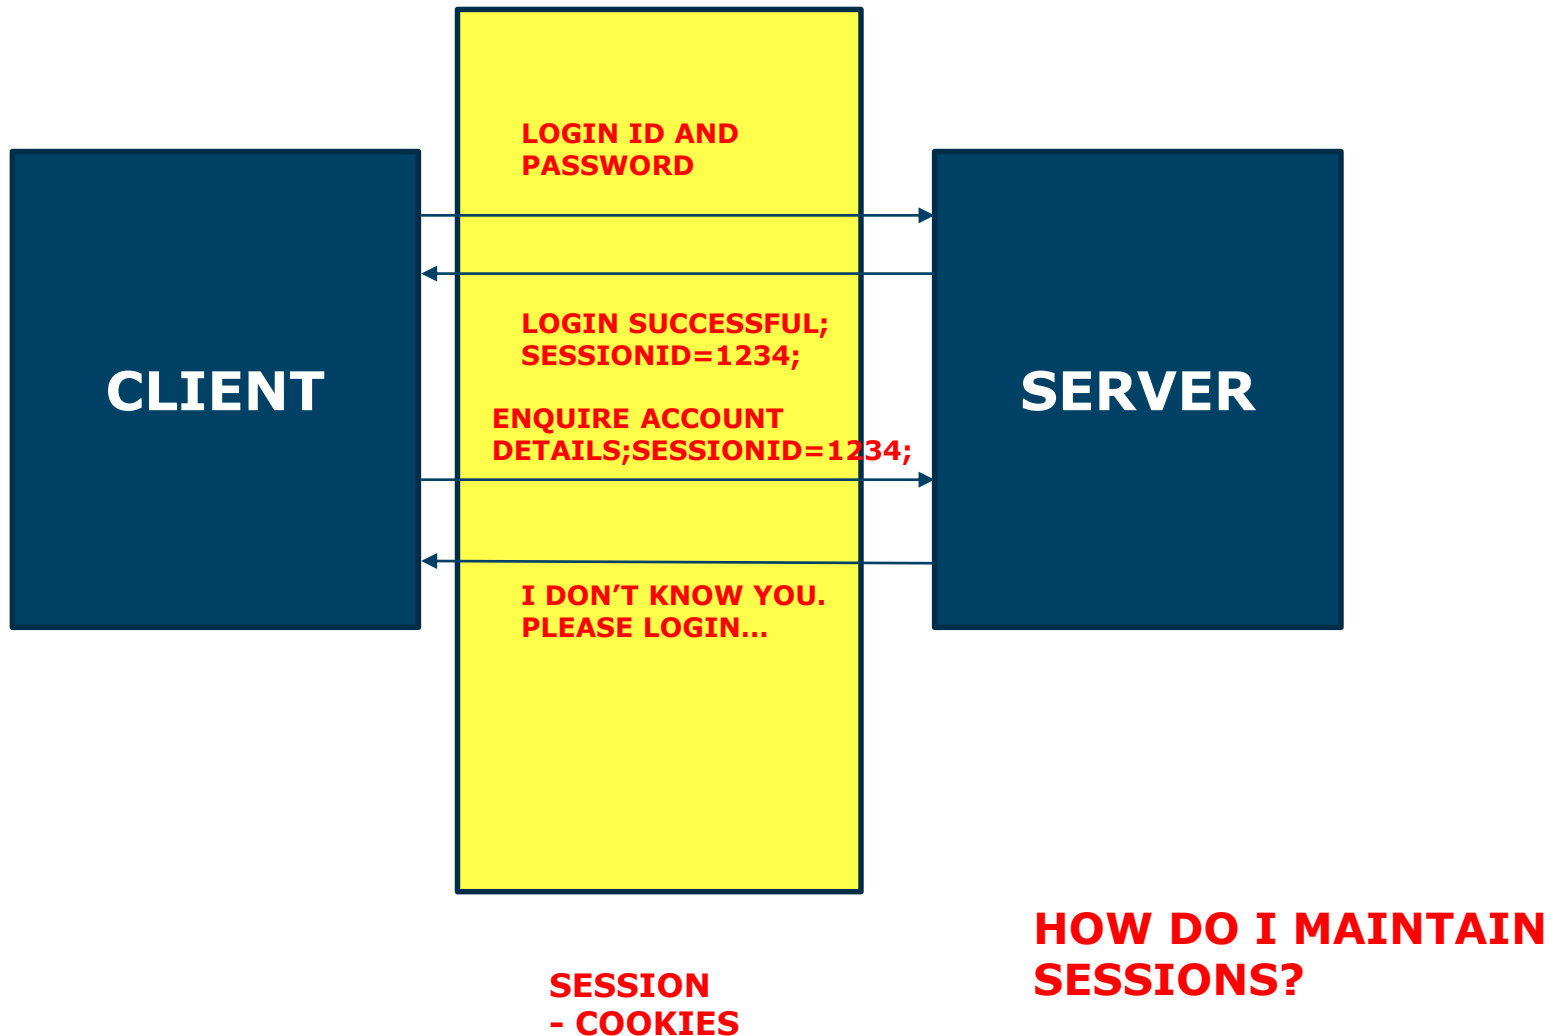 LOGIN ID AND
PASSWORD
LOGIN SUCCESSFUL;
SESSIONID=1234;
CLIENT
SERVER
ENQUIRE ACCOUNT
DETAILS;SESSIONID=1234;
I DON’T KNOW YOU.
PLEASE LOGIN…
HOW DO I MAINTAIN
SESSIONS?
SESSION
- COOKIES